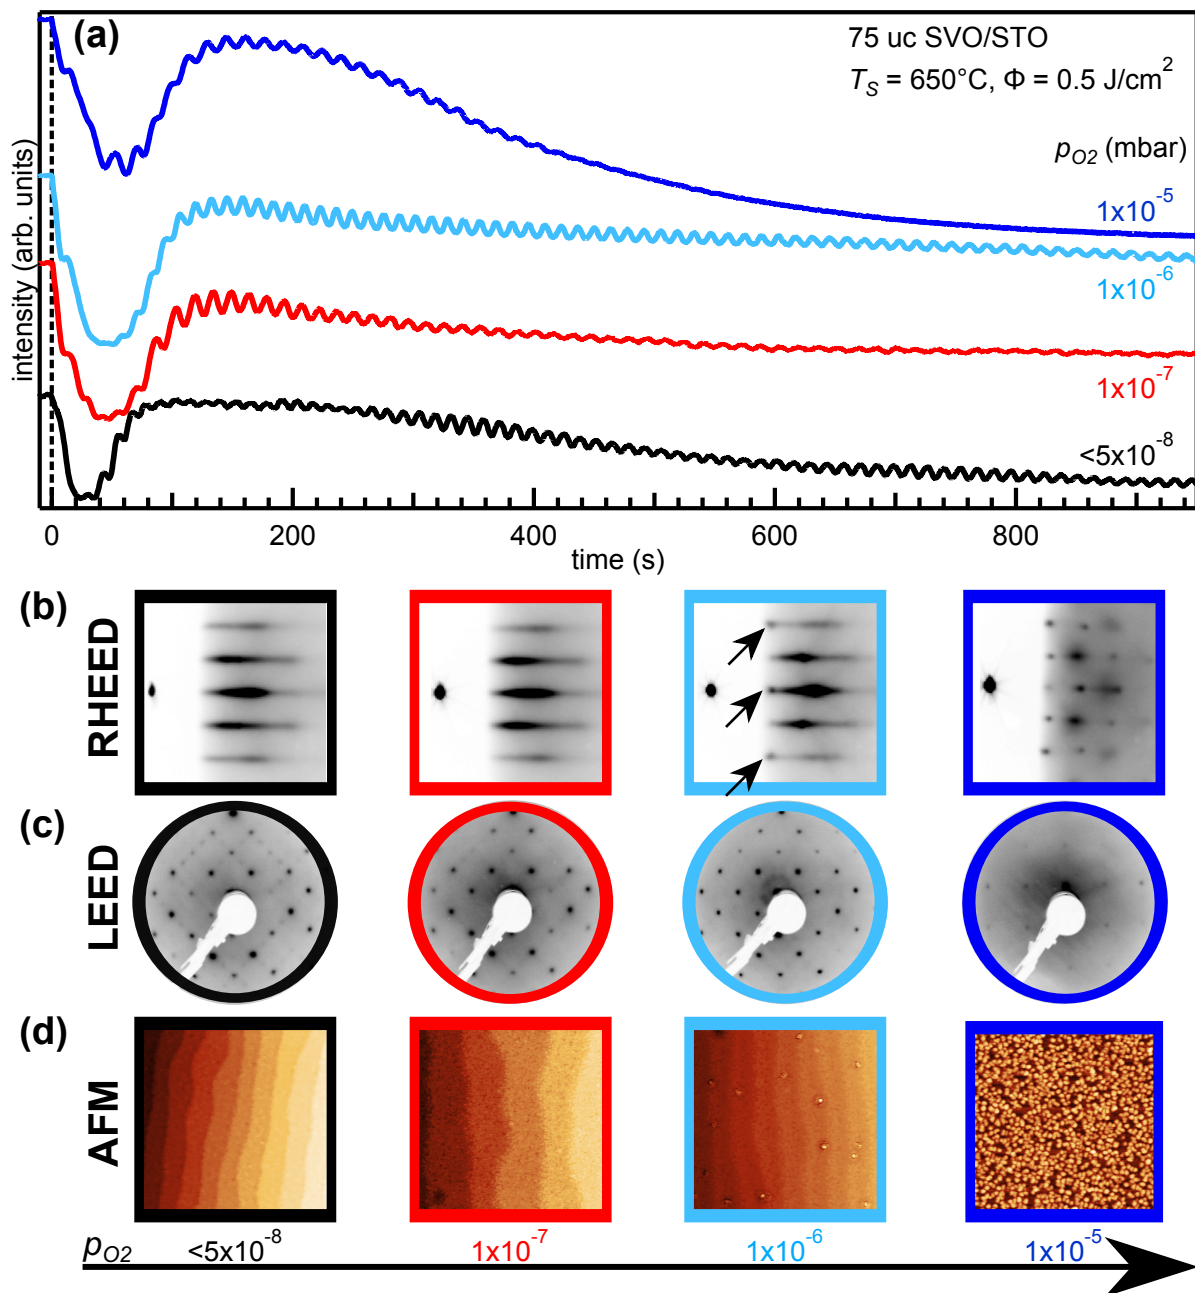 (a)
75 uc SVO/STO
T_S = 650°C, Φ = 0.5 J/cm²
p_O2 (mbar)
1x10⁻⁵
1x10⁻⁶
1x10⁻⁷
<5x10⁻⁸
intensity (arb. units)
0 200 400 600 800
time (s)
(b)
RHEED
(c)
LEED
(d)
AFM
p_O2 <5x10⁻⁸ 1x10⁻⁷ 1x10⁻⁶ 1x10⁻⁵